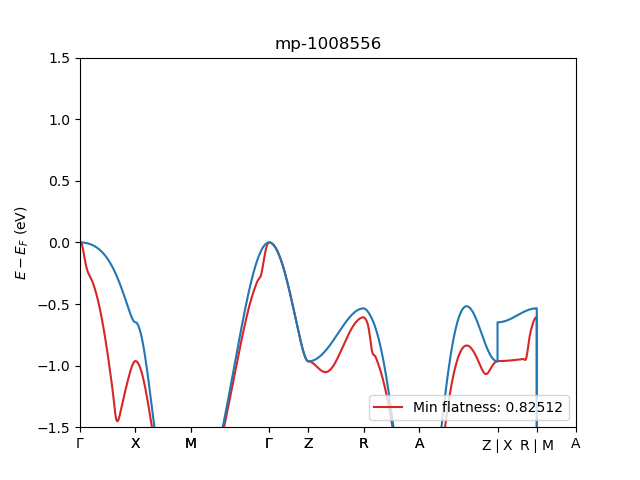 mp-1008556
1.5
1.0
0.5
0.0
−0.5
−1.0
−1.5
E − E_F (eV)
Min flatness: 0.82512
Γ X M Γ Z R A Z | X R | M A